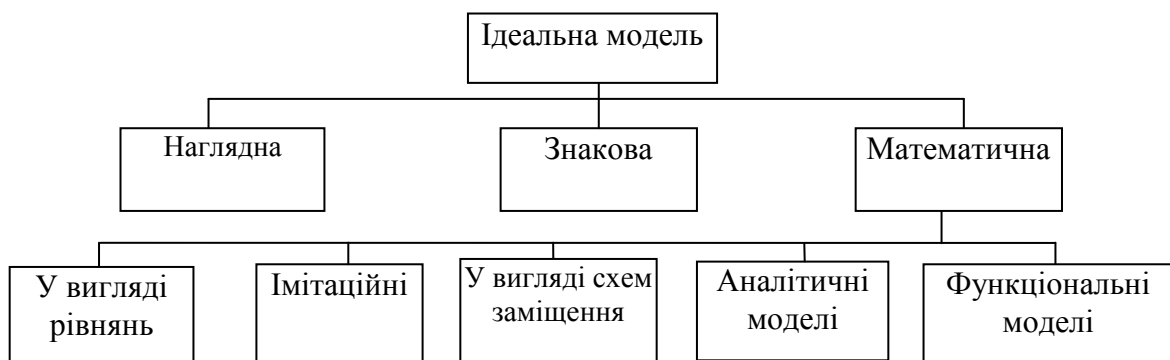 Ідеальна модель
Наглядна
Знакова
Математична
У вигляді
рівнянь
Імітаційні
У вигляді схем
заміщення
Аналітичні
моделі
Функціональні
моделі